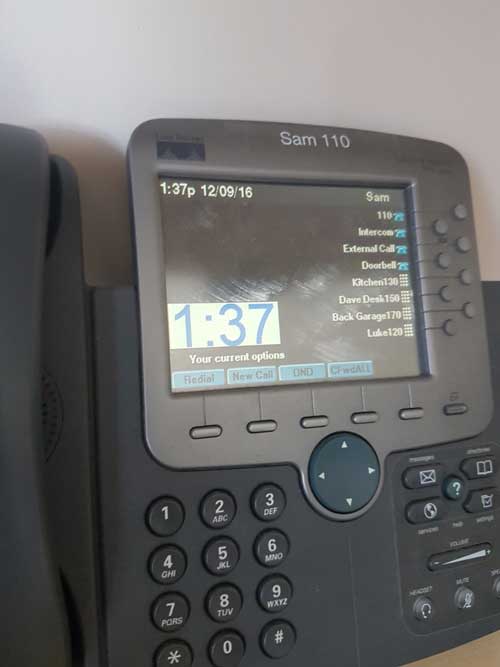 Sam 110
1:37p 12/09/16
Sam
110
Intercom
External Call
Doorbell
Kitchen130
Dave Desk150
Back Garage170
Luke120
1:37
Your current options
Redial New Call DND CFwdALL
messages directories
?
services help settings
VOLUME
HEADSET MUTE
1 2 ABC 3 DEF
4 GHI 5 JKL 6 MNO
7 PQRS 8 TUV 9 WXYZ
* 0 #